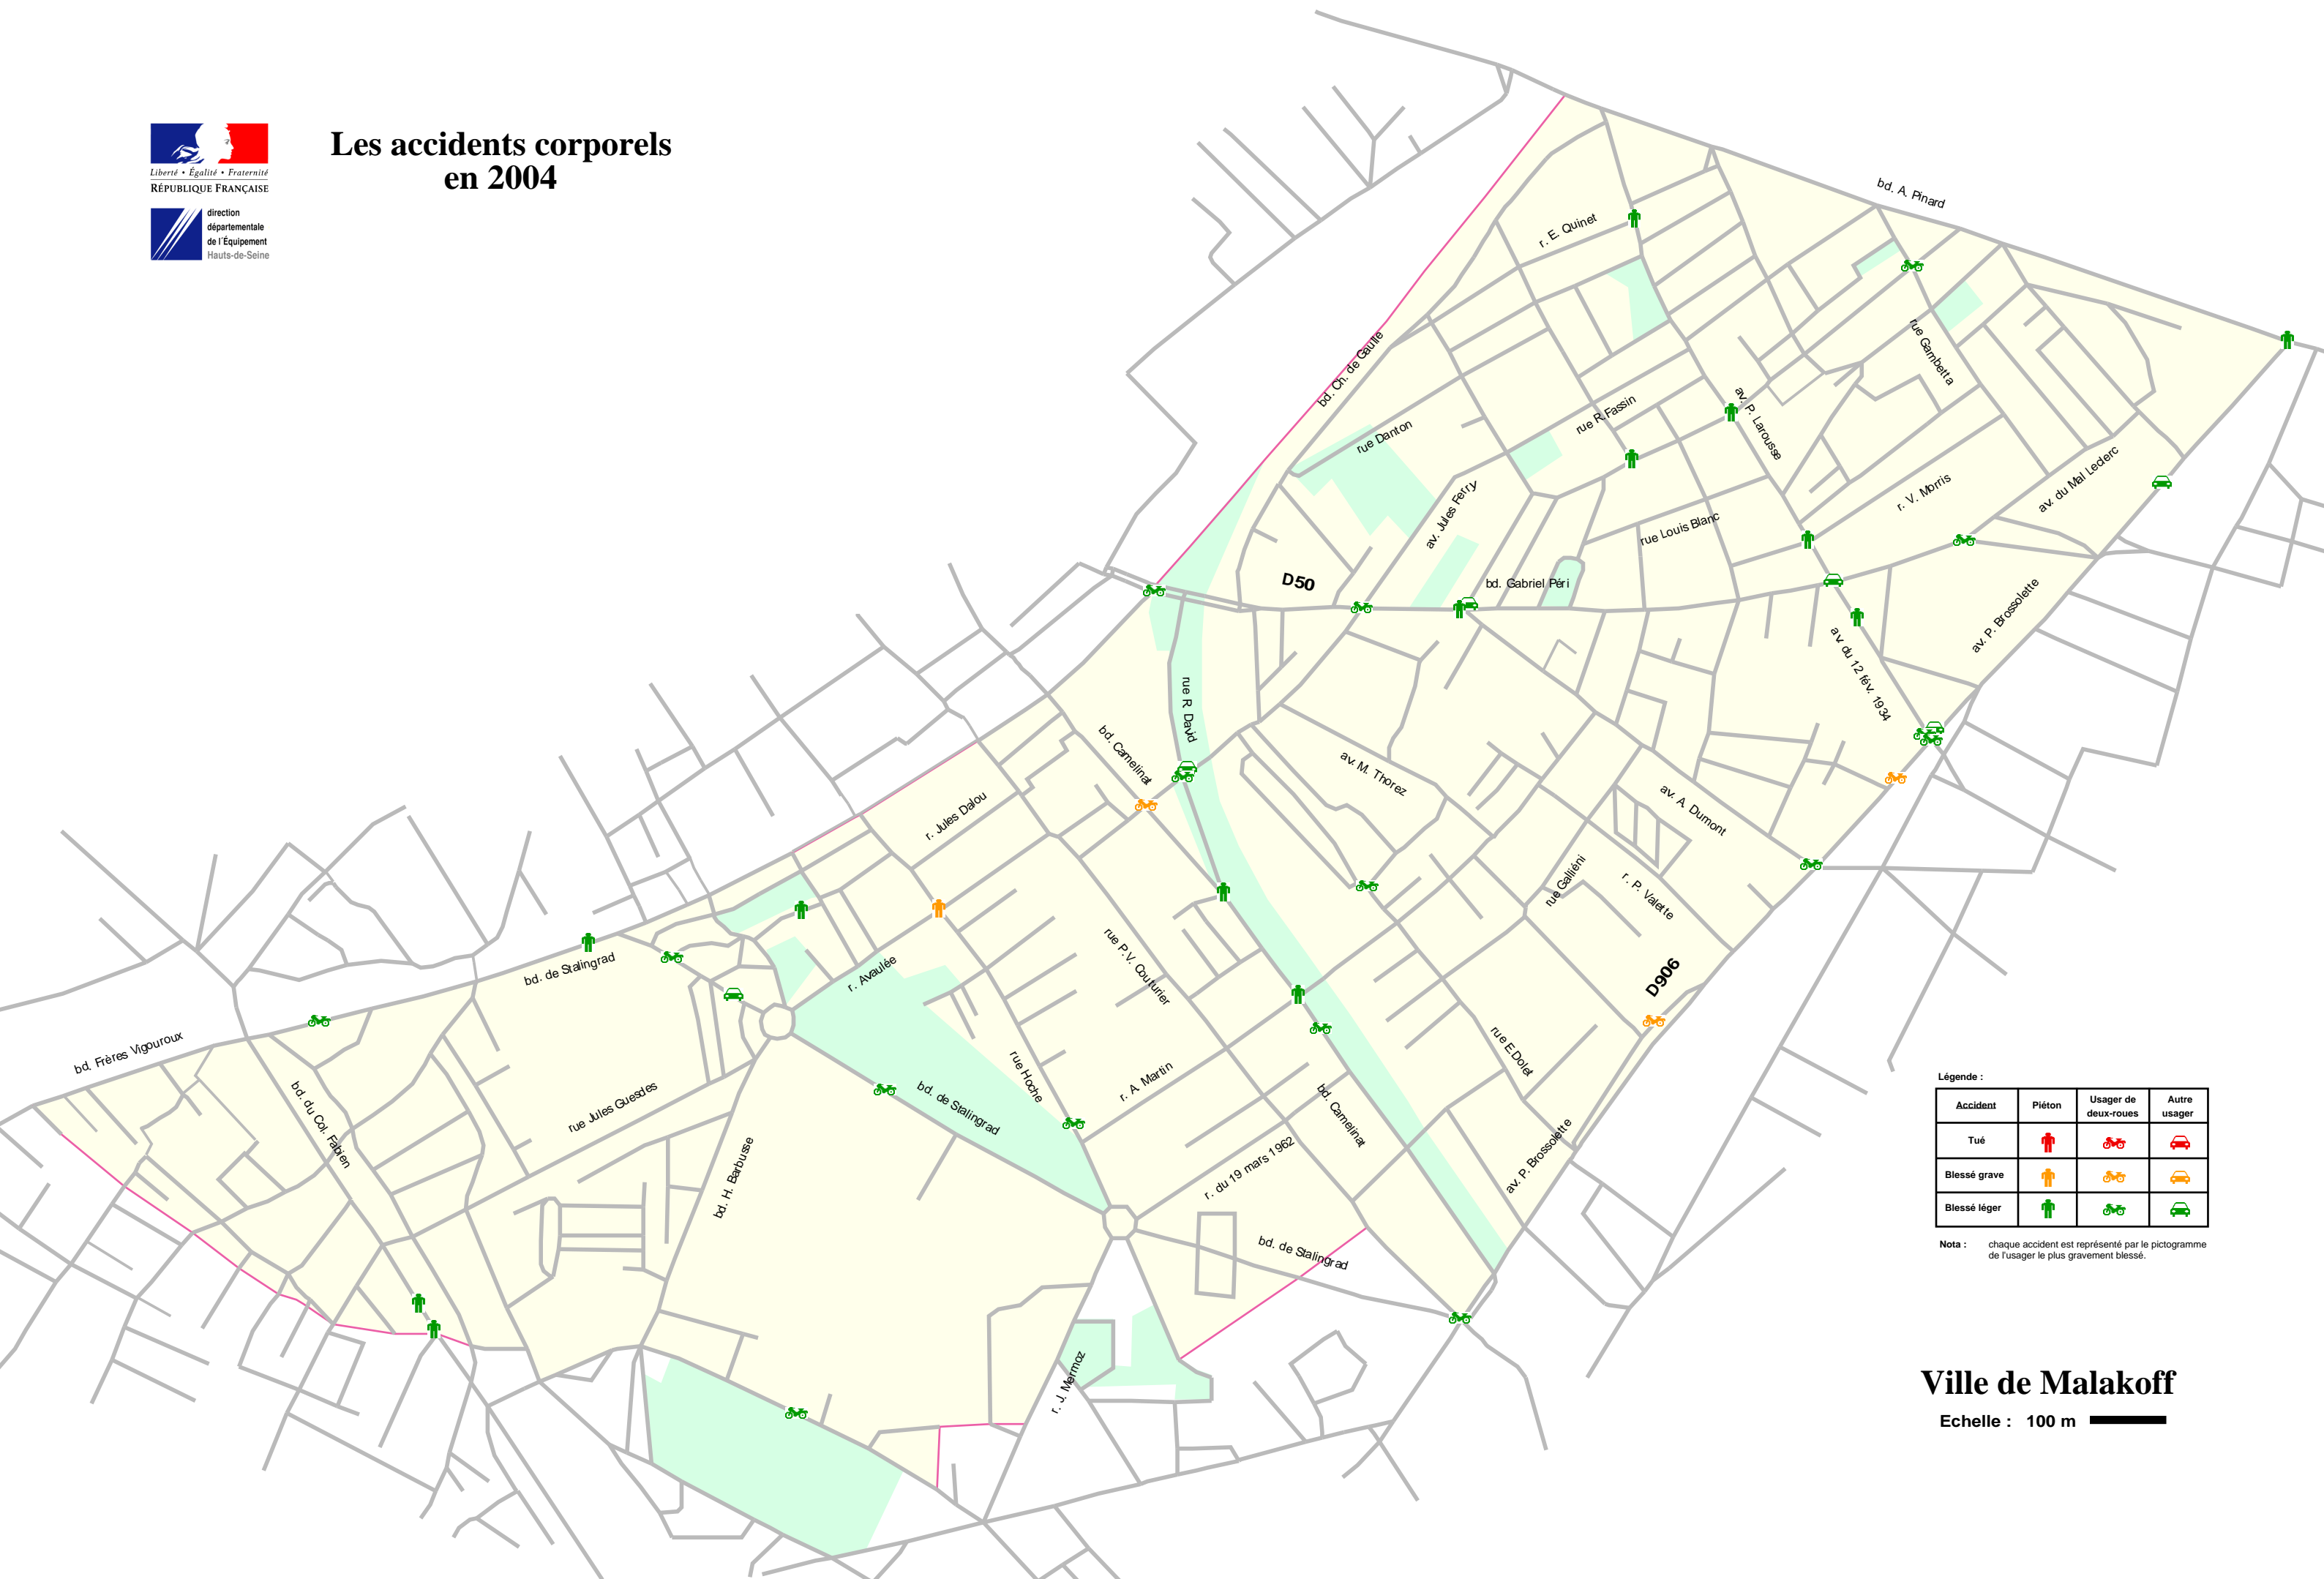 Liberté • Égalité • Fraternité
RÉPUBLIQUE FRANÇAISE
direction
départementale
de l'Équipement
Hauts-de-Seine
Les accidents corporels
en 2004
bd. A. Pinard
r. E. Quinet
bd. Ch. de Gaulle
rue Gambetta
av. P. Larousse
rue R. Fassin
rue Danton
av. Jules Ferry
r. V. Morris
av. du Mal Leclerc
rue Louis Blanc
D50
bd. Gabriel Péri
av. P. Brossolette
av. du 12 fév. 1934
rue R. David
bd. Camelinat
av. M. Thorez
av. A. Dumont
r. Jules Dalou
rue Galliéni
r. P. Valette
D906
bd. de Stalingrad
r. Avaulée
rue P.V. Couturier
bd. Frères Vigouroux
bd. du Col. Fabien
rue Jules Guesdes
bd. de Stalingrad
rue Hoche
r. A. Martin
rue E.Dolet
bd. Camelinat
av. P. Brossolette
bd. H. Barbusse
r. du 19 mars 1962
bd. de Stalingrad
r. J. Mermoz
Légende :
Accident Piéton Usager de deux-roues Autre usager
Tué
Blessé grave
Blessé léger
Nota : chaque accident est représenté par le pictogramme
de l'usager le plus gravement blessé.
Ville de Malakoff
Echelle : 100 m